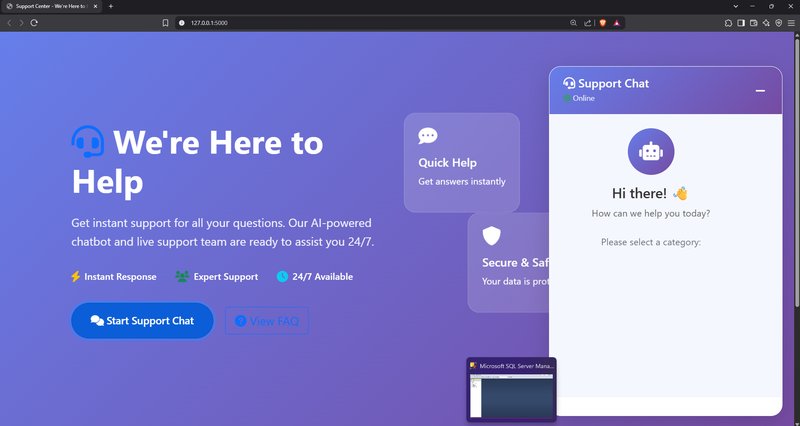 Support Center - We're Here to
127.0.0.1:5000
We're Here to
Help
Get instant support for all your questions. Our AI-powered
chatbot and live support team are ready to assist you 24/7.
Instant Response
Expert Support
24/7 Available
Start Support Chat
View FAQ
Quick Help
Get answers instantly
Secure & Saf
Your data is prot
Support Chat
Online
Hi there! 👋
How can we help you today?
Please select a category:
Microsoft SQL Server Mana...